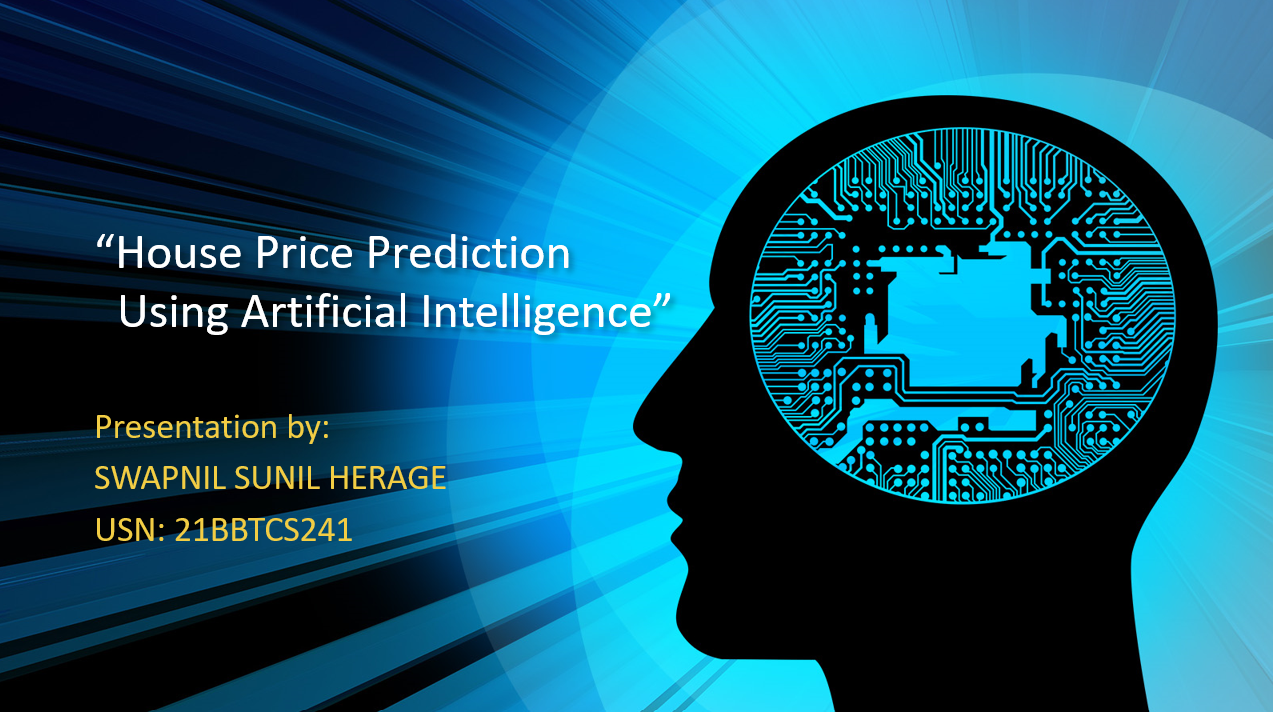 “House Price Prediction
Using Artificial Intelligence”
Presentation by:
SWAPNIL SUNIL HERAGE
USN: 21BBTCS241